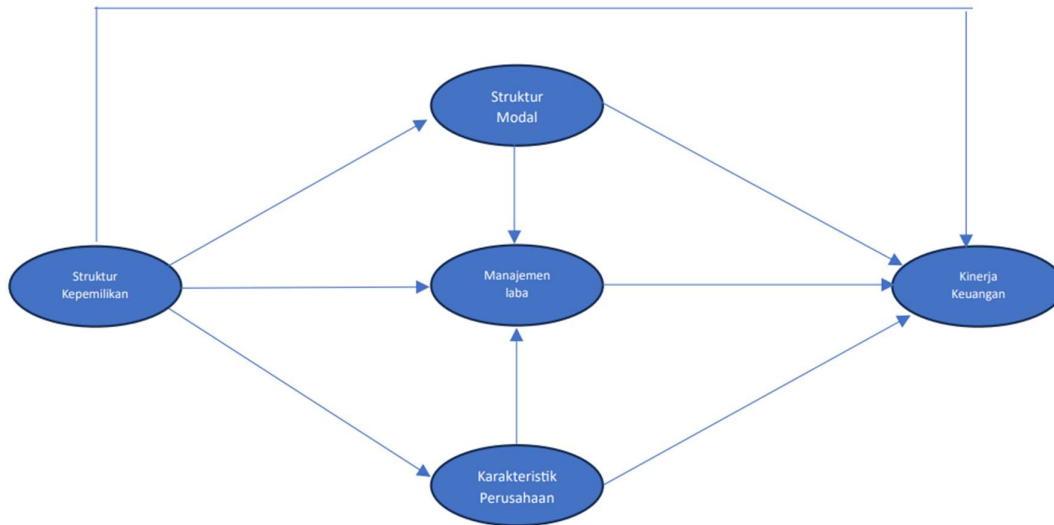 Struktur
Modal
Struktur
Kepemilikan
Manajemen
laba
Kinerja
Keuangan
Karakteristik
Perusahaan